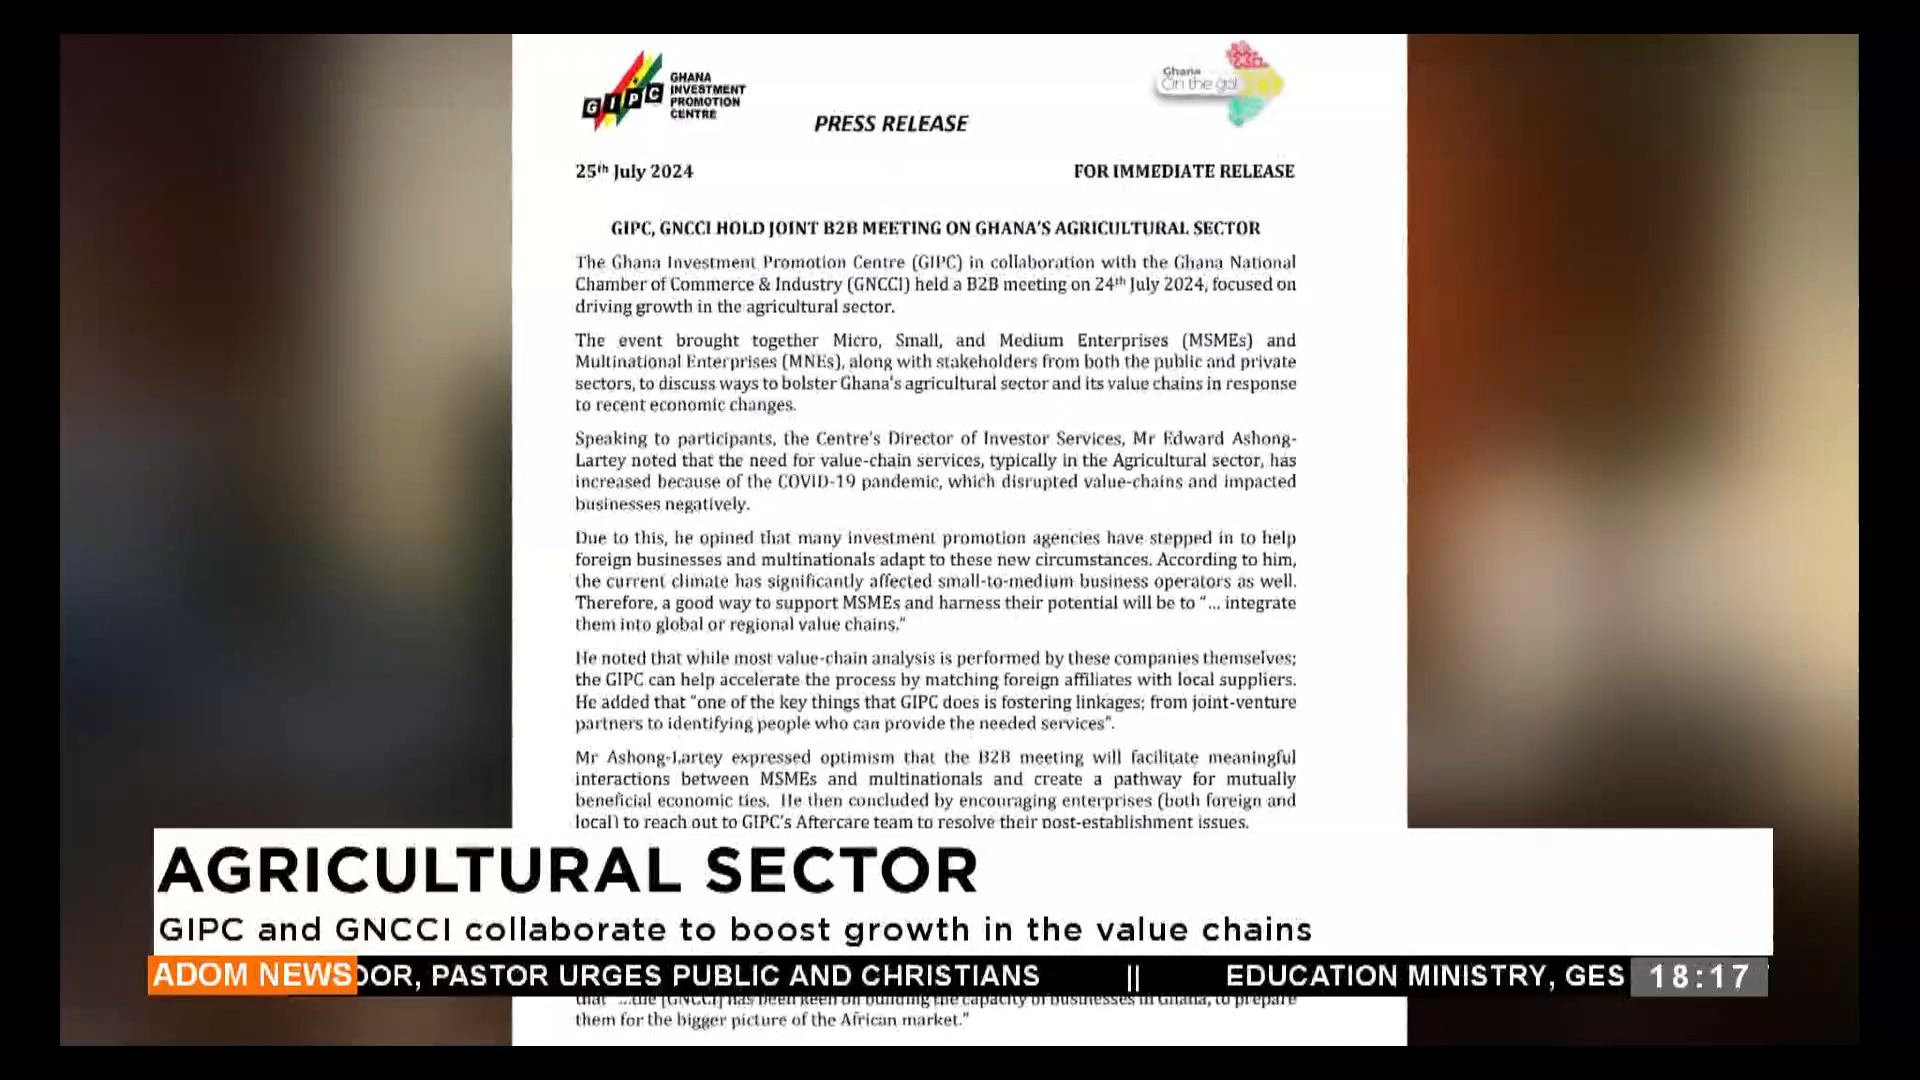 GIPC
GHANA
INVESTMENT
PROMOTION
CENTRE
Ghana
On the go!
PRESS RELEASE
25th July 2024
FOR IMMEDIATE RELEASE
GIPC, GNCCI HOLD JOINT B2B MEETING ON GHANA'S AGRICULTURAL SECTOR
The Ghana Investment Promotion Centre (GIPC) in collaboration with the Ghana National
Chamber of Commerce & Industry (GNCCI) held a B2B meeting on 24th July 2024, focused on
driving growth in the agricultural sector.
The event brought together Micro, Small, and Medium Enterprises (MSMEs) and
Multinational Enterprises (MNEs), along with stakeholders from both the public and private
sectors, to discuss ways to bolster Ghana's agricultural sector and its value chains in response
to recent economic changes.
Speaking to participants, the Centre's Director of Investor Services, Mr Edward Ashong-
Lartey noted that the need for value-chain services, typically in the Agricultural sector, has
increased because of the COVID-19 pandemic, which disrupted value-chains and impacted
businesses negatively.
Due to this, he opined that many investment promotion agencies have stepped in to help
foreign businesses and multinationals adapt to these new circumstances. According to him,
the current climate has significantly affected small-to-medium business operators as well.
Therefore, a good way to support MSMEs and harness their potential will be to "... integrate
them into global or regional value chains."
He noted that while most value-chain analysis is performed by these companies themselves;
the GIPC can help accelerate the process by matching foreign affiliates with local suppliers.
He added that "one of the key things that GIPC does is fostering linkages; from joint-venture
partners to identifying people who can provide the needed services".
Mr Ashong-Lartey expressed optimism that the B2B meeting will facilitate meaningful
interactions between MSMEs and multinationals and create a pathway for mutually
beneficial economic ties. He then concluded by encouraging enterprises (both foreign and
local) to reach out to GIPC's Aftercare team to resolve their post-establishment issues.
AGRICULTURAL SECTOR
GIPC and GNCCI collaborate to boost growth in the value chains
ADOM NEWS
DOR, PASTOR URGES PUBLIC AND CHRISTIANS || EDUCATION MINISTRY, GES
18:17
that "...the [GNCCI] has been keen on building the capacity of businesses in Ghana, to prepare
them for the bigger picture of the African market."